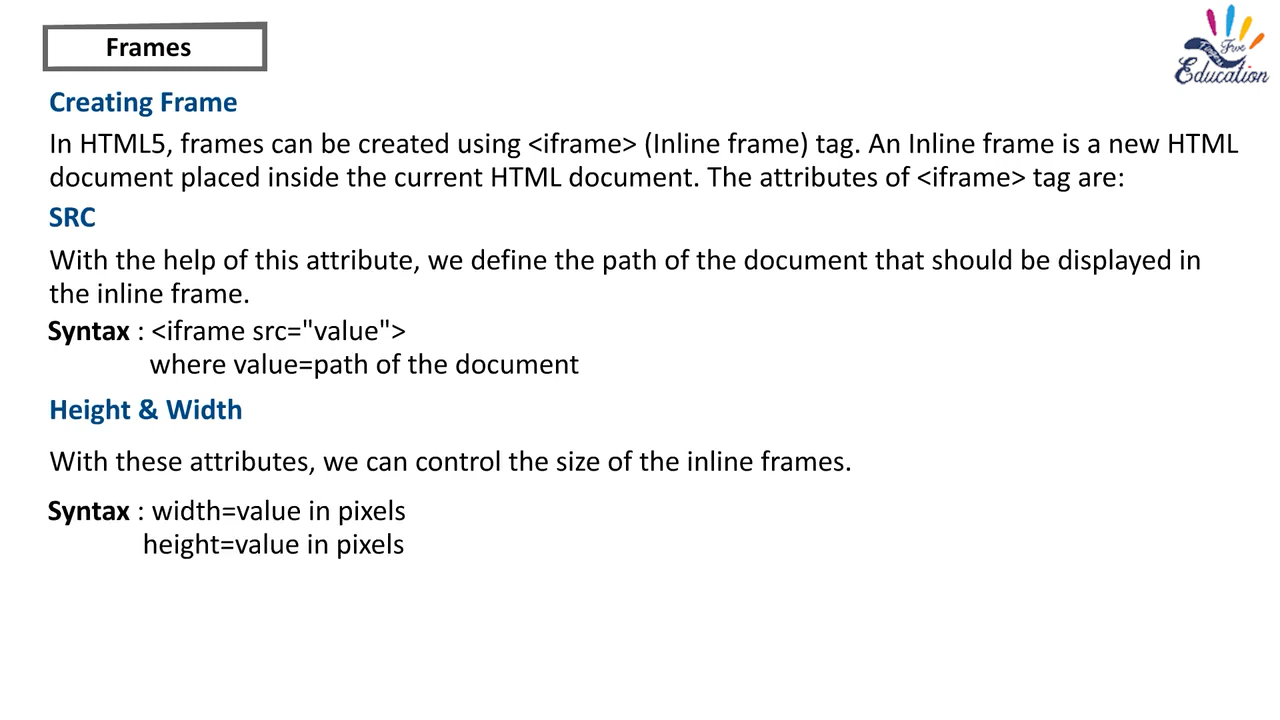 Frames
Five
Fingers
Education
Creating Frame
In HTML5, frames can be created using <iframe> (Inline frame) tag. An Inline frame is a new HTML
document placed inside the current HTML document. The attributes of <iframe> tag are:
SRC
With the help of this attribute, we define the path of the document that should be displayed in
the inline frame.
Syntax : <iframe src="value">
where value=path of the document
Height & Width
With these attributes, we can control the size of the inline frames.
Syntax : width=value in pixels
height=value in pixels